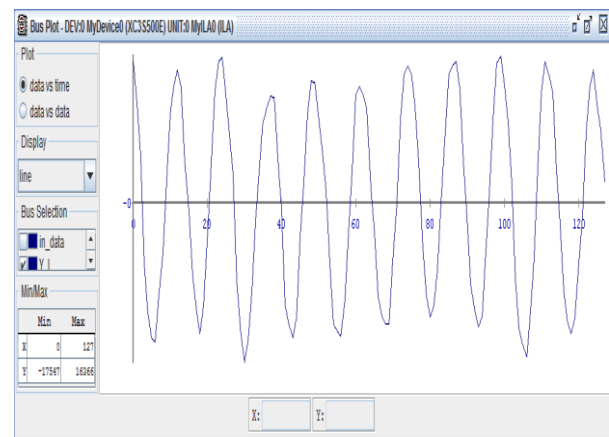 Bus Plot - DEV:0 MyDevice0 (XC3S500E) UNIT:0 MyILA0 (ILA)
Plot
data vs time
data vs data
Display
line
Bus Selection
in_data
Y_I
Min/Max
Min Max
X 0 127
Y -17547 16366
-0
0 20 40 60 80 100 120
X: Y: